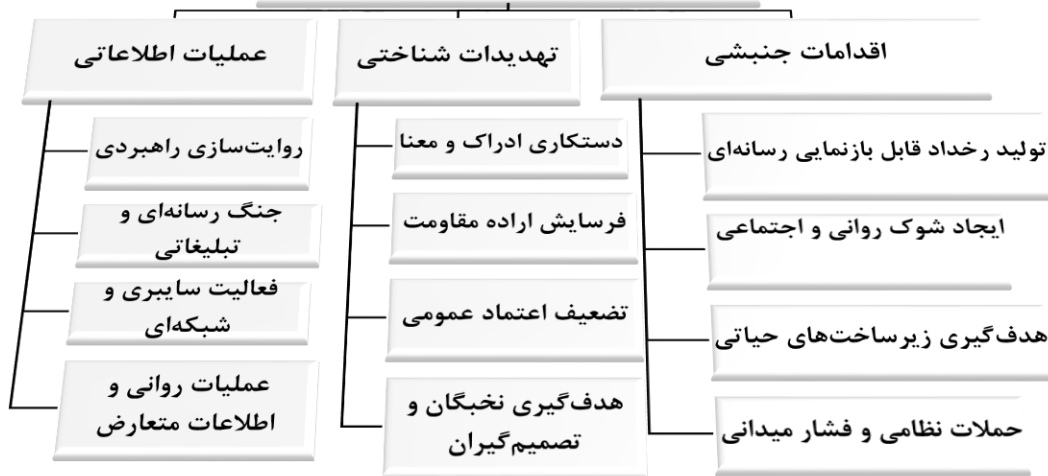 اقدامات جنبشی
تولید رخداد قابل بازنمایی رسانه‌ای
ایجاد شوک روانی و اجتماعی
هدف‌گیری زیرساخت‌های حیاتی
حملات نظامی و فشار میدانی
تهدیدات شناختی
دستکاری ادراک و معنا
فرسایش اراده مقاومت
تضعیف اعتماد عمومی
هدف‌گیری نخبگان و
تصمیم‌گیران
عملیات اطلاعاتی
روایت‌سازی راهبردی
جنگ رسانه‌ای و
تبلیغاتی
فعالیت سایبری و
شبکه‌ای
عملیات روانی و
اطلاعات متعارض